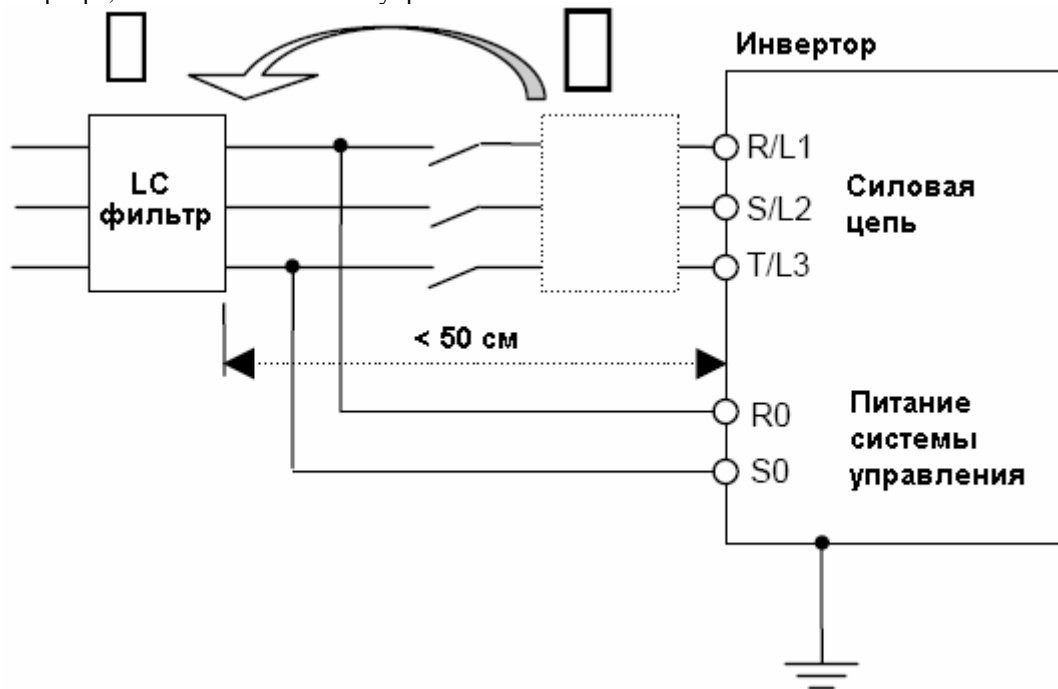 Инвертор
LC
фильтр
R/L1
S/L2
T/L3
Силовая
цепь
< 50 см
R0
S0
Питание
системы
управления